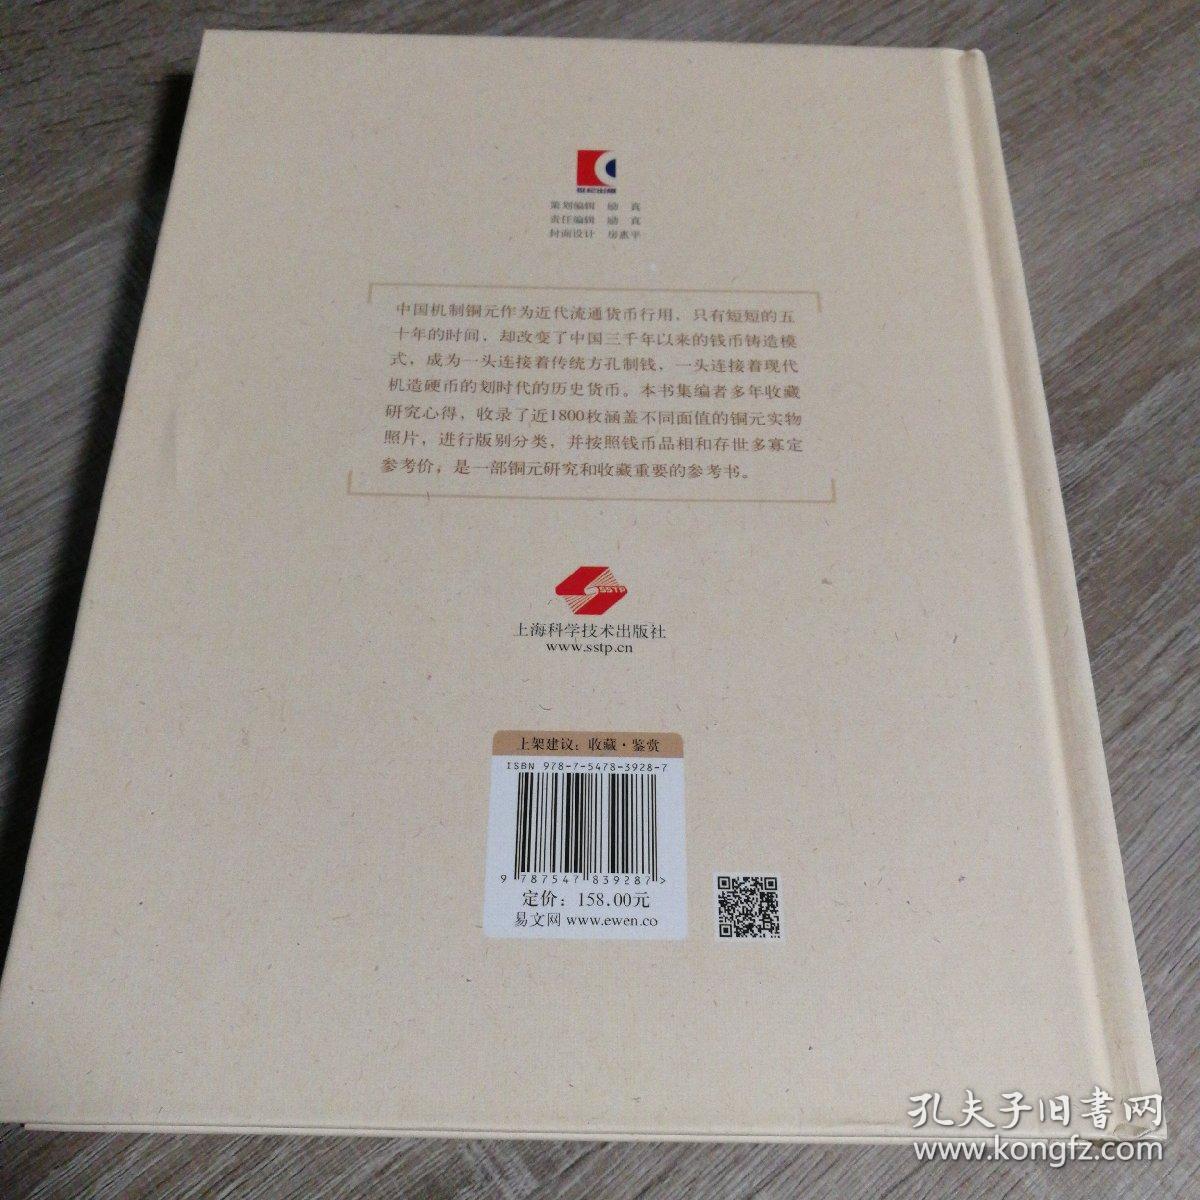 世纪出版
策划编辑 励 真
责任编辑 励 真
封面设计 房惠平
中国机制铜元作为近代流通货币行用，只有短短的五
十年的时间，却改变了中国三千年以来的钱币铸造模
式，成为一头连接着传统方孔制钱，一头连接着现代
机造硬币的划时代的历史货币。本书集编者多年收藏
研究心得，收录了近1800枚涵盖不同面值的铜元实物
照片，进行版别分类，并按照钱币品相和存世多寡定
参考价，是一部铜元研究和收藏重要的参考书。
SSTP
上海科学技术出版社
www.sstp.cn
上架建议：收藏·鉴赏
ISBN 978-7-5478-3928-7
9 787547 839287 >
定价：158.00元
易文网 www.ewen.co
孔夫子旧书网
www.kongfz.com